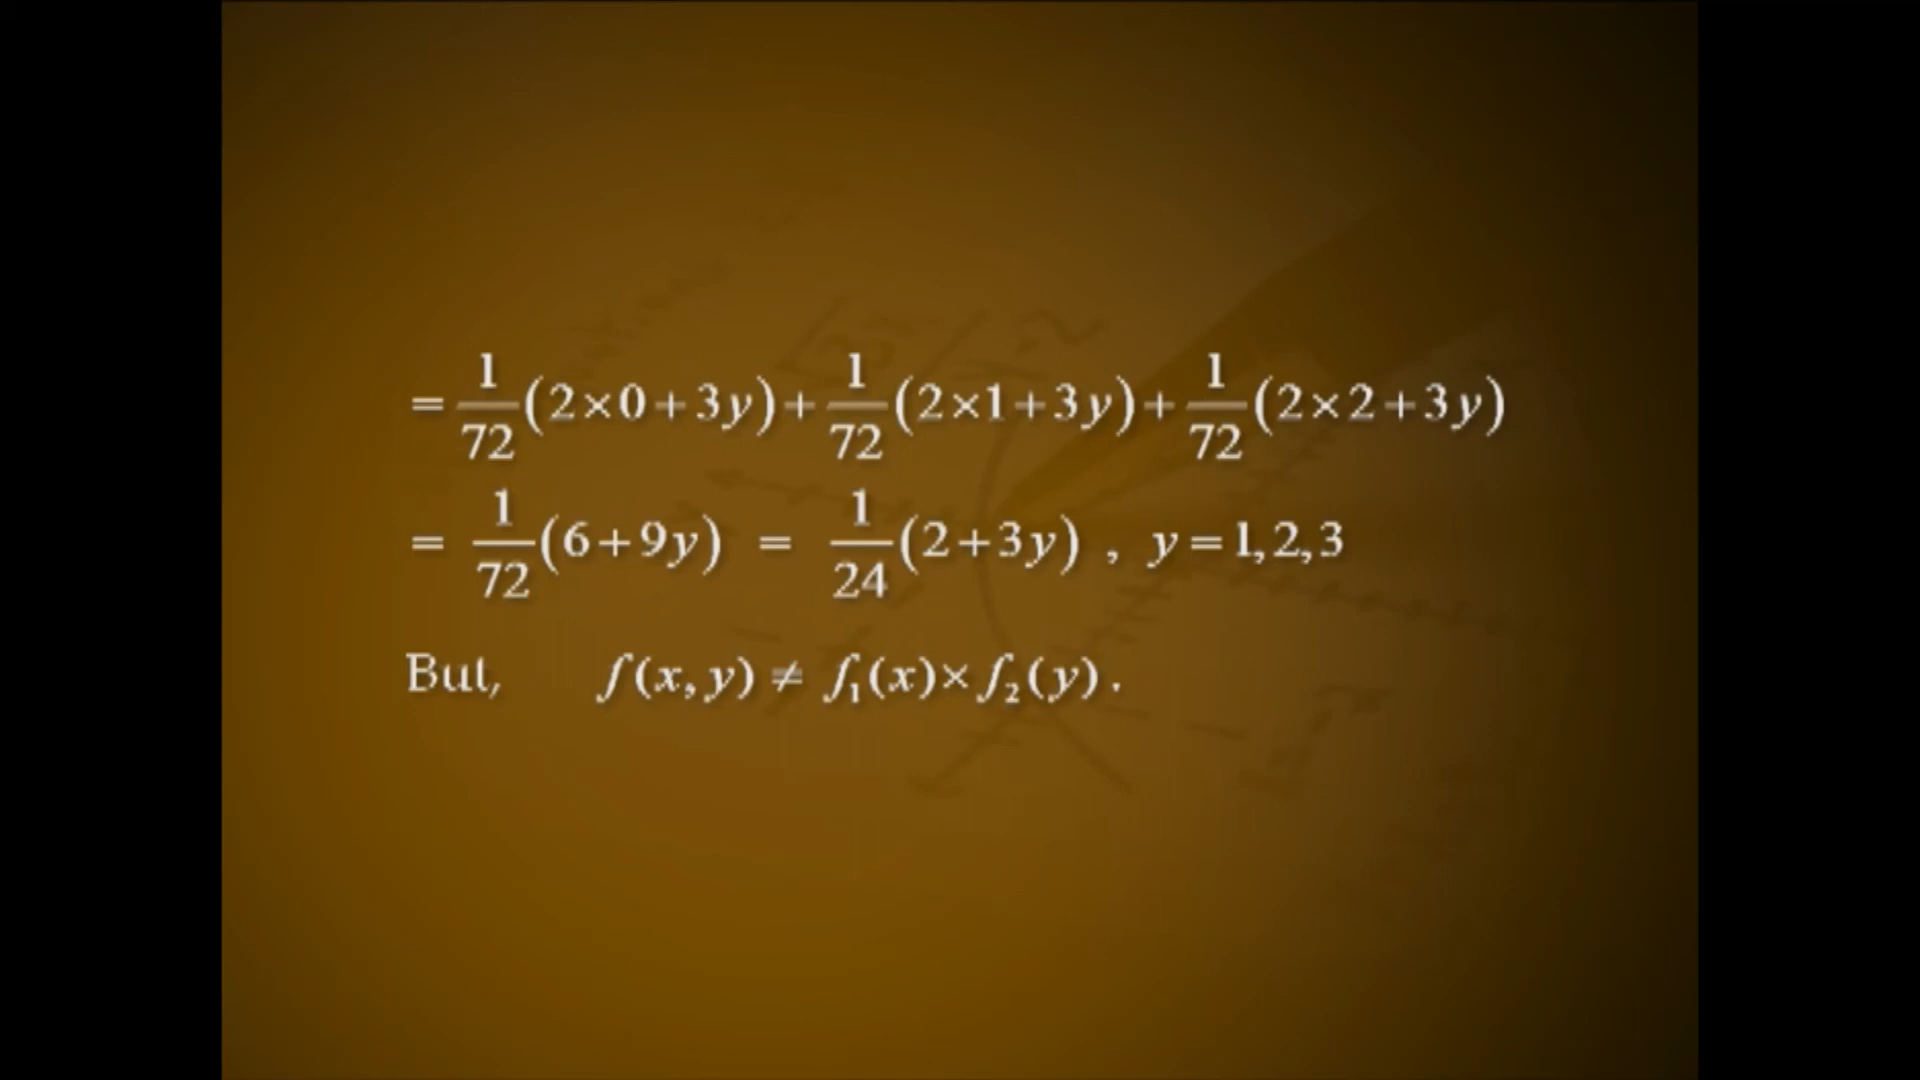 = 1/72 (2×0+3y) + 1/72 (2×1+3y) + 1/72 (2×2+3y)
= 1/72 (6+9y) = 1/24 (2+3y) , y=1,2,3
But, f(x,y) ≠ f₁(x)×f₂(y).